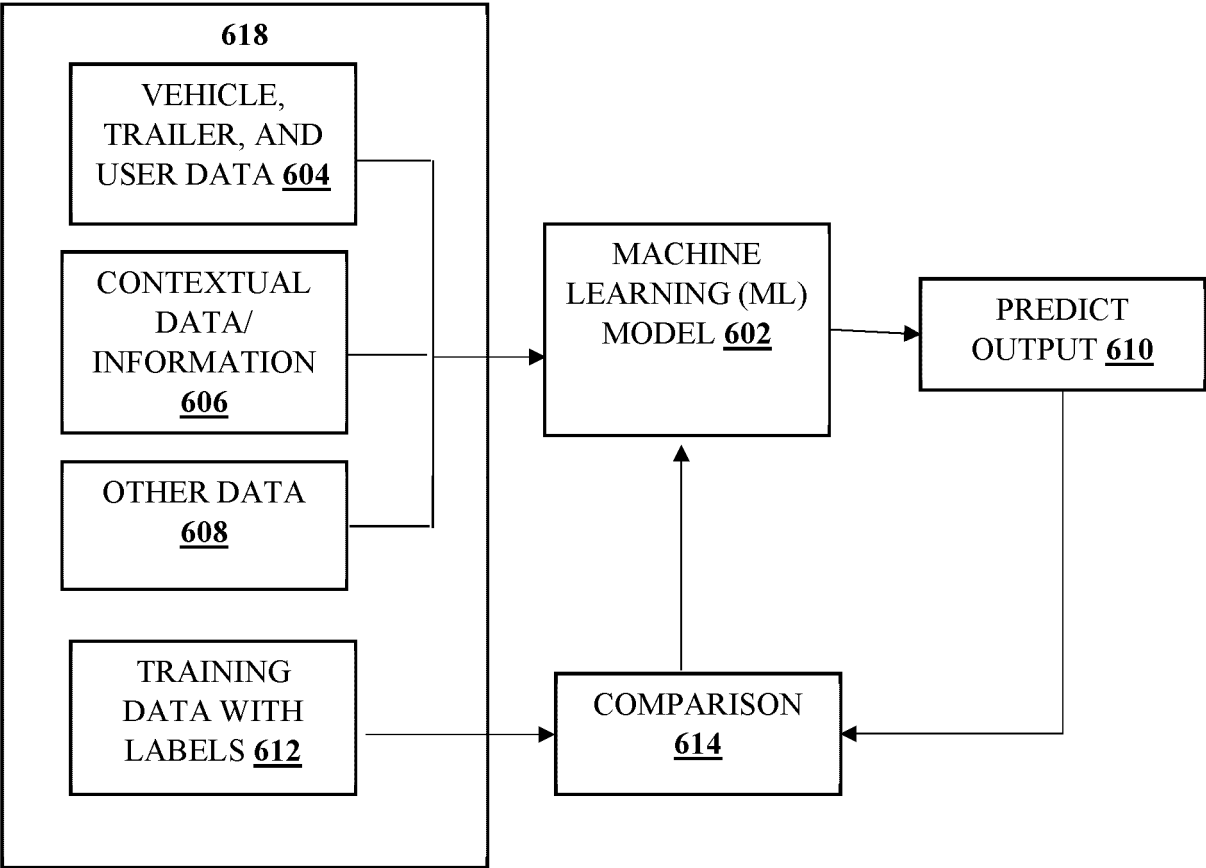 618
VEHICLE,
TRAILER, AND
USER DATA 604
CONTEXTUAL
DATA/
INFORMATION
606
OTHER DATA
608
TRAINING
DATA WITH
LABELS 612
MACHINE
LEARNING (ML)
MODEL 602
PREDICT
OUTPUT 610
COMPARISON
614